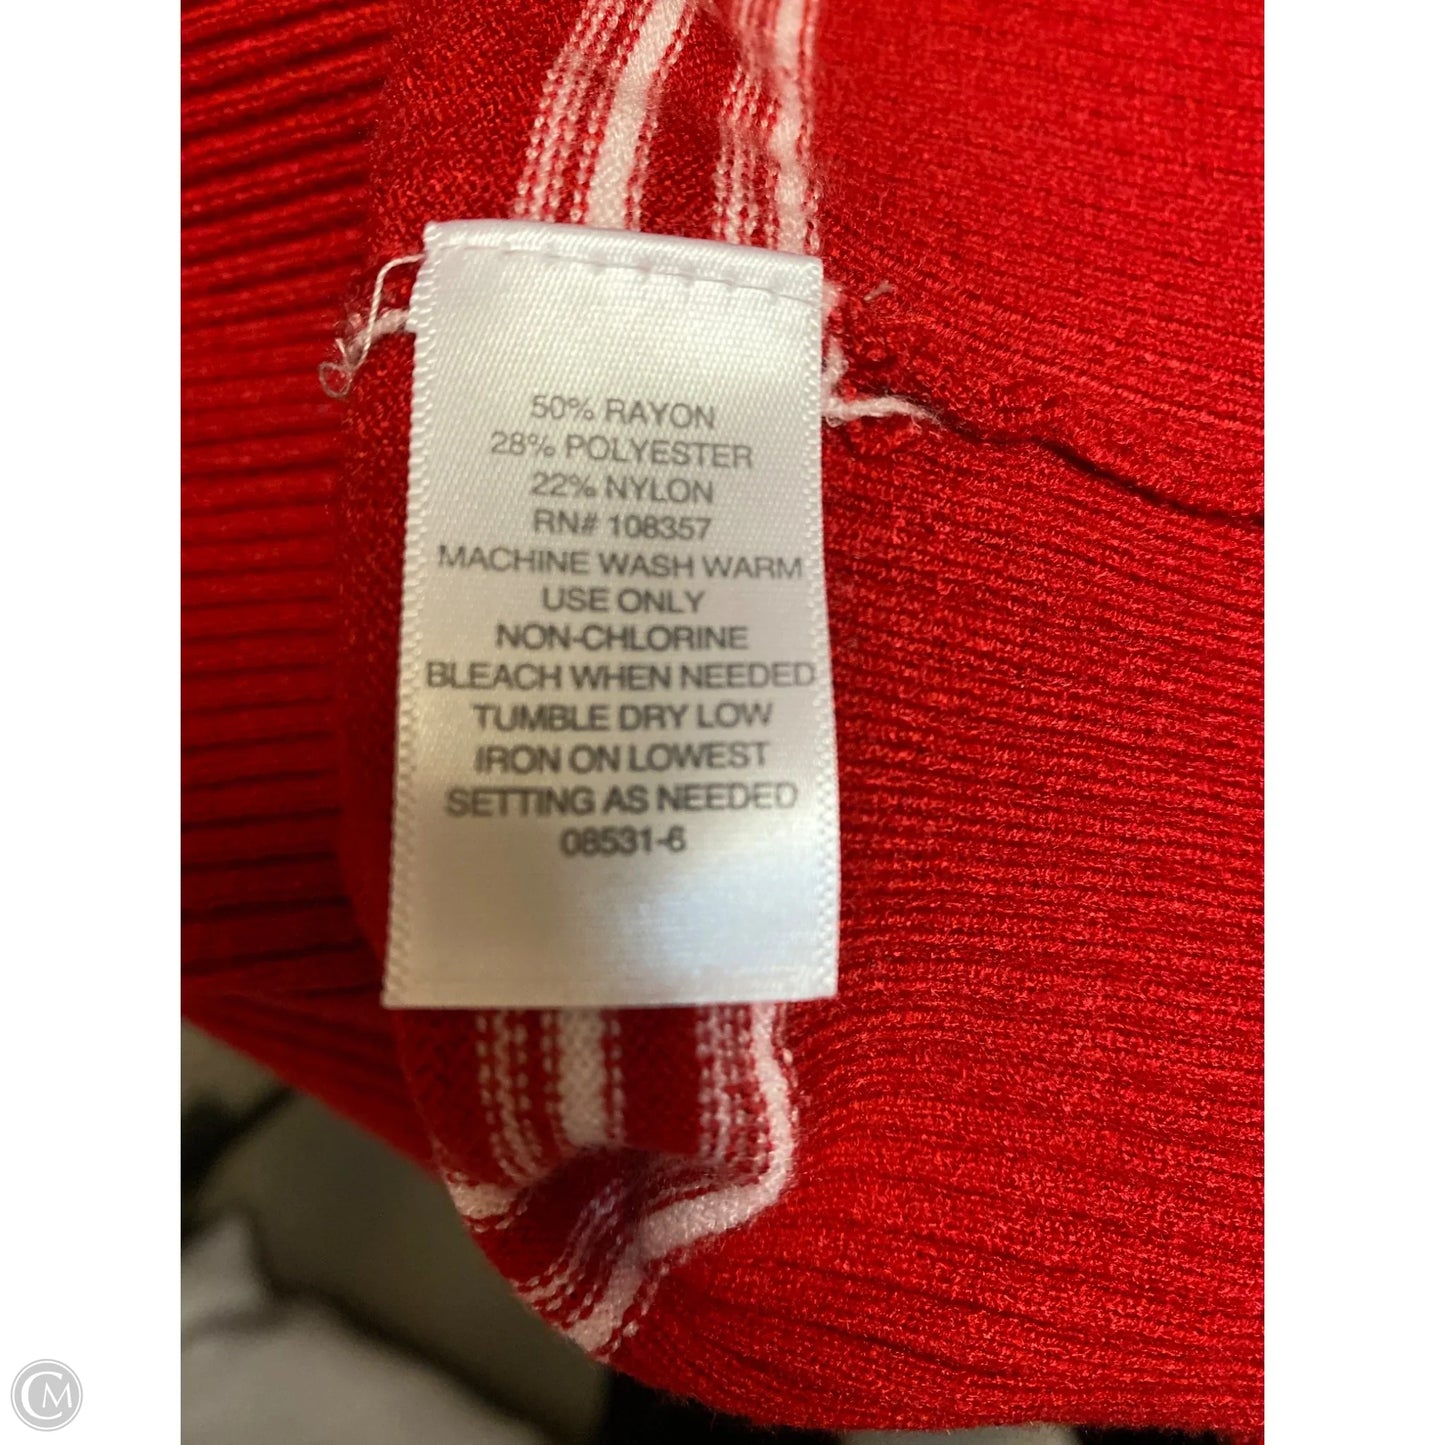 50% RAYON
28% POLYESTER
22% NYLON
RN# 108357
MACHINE WASH WARM
USE ONLY
NON-CHLORINE
BLEACH WHEN NEEDED
TUMBLE DRY LOW
IRON ON LOWEST
SETTING AS NEEDED
08531-6
CM